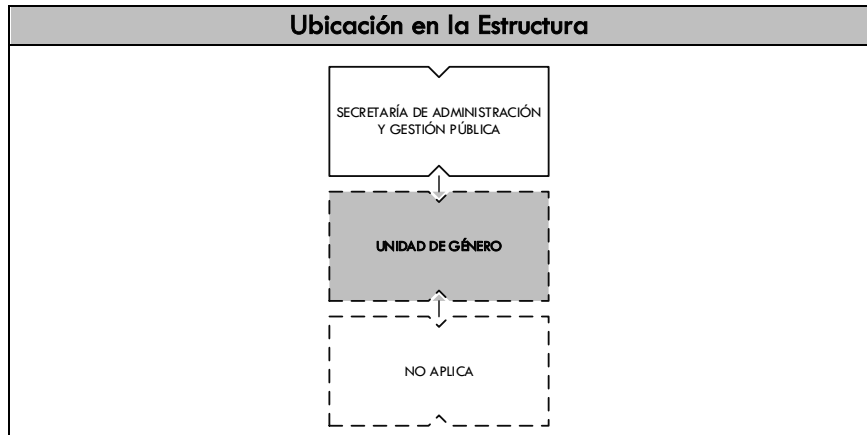 Ubicación en la Estructura
SECRETARÍA DE ADMINISTRACIÓN
Y GESTIÓN PÚBLICA
UNIDAD DE GÉNERO
NO APLICA